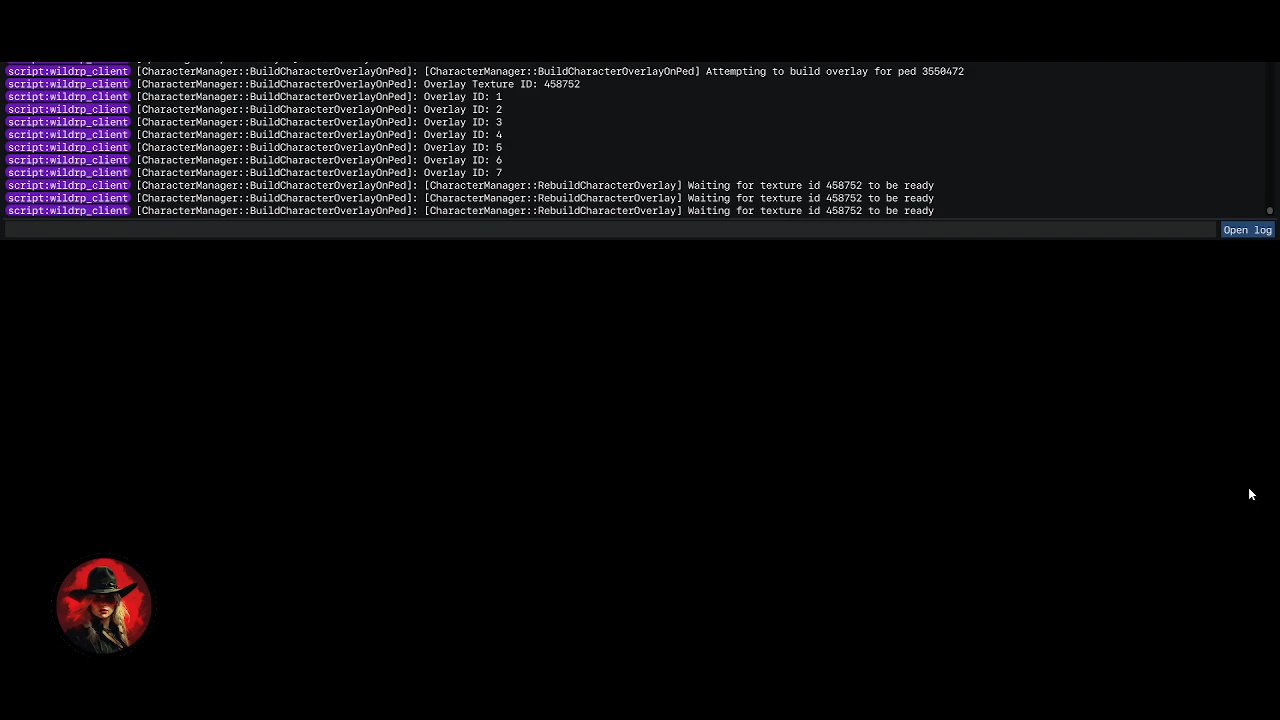 script:wildrp_client [CharacterManager::BuildCharacterOverlayOnPed]: [CharacterManager::BuildCharacterOverlayOnPed] Attempting to build overlay for ped 3550472
script:wildrp_client [CharacterManager::BuildCharacterOverlayOnPed]: Overlay Texture ID: 458752
script:wildrp_client [CharacterManager::BuildCharacterOverlayOnPed]: Overlay ID: 1
script:wildrp_client [CharacterManager::BuildCharacterOverlayOnPed]: Overlay ID: 2
script:wildrp_client [CharacterManager::BuildCharacterOverlayOnPed]: Overlay ID: 3
script:wildrp_client [CharacterManager::BuildCharacterOverlayOnPed]: Overlay ID: 4
script:wildrp_client [CharacterManager::BuildCharacterOverlayOnPed]: Overlay ID: 5
script:wildrp_client [CharacterManager::BuildCharacterOverlayOnPed]: Overlay ID: 6
script:wildrp_client [CharacterManager::BuildCharacterOverlayOnPed]: Overlay ID: 7
script:wildrp_client [CharacterManager::BuildCharacterOverlayOnPed]: [CharacterManager::RebuildCharacterOverlay] Waiting for texture id 458752 to be ready
script:wildrp_client [CharacterManager::BuildCharacterOverlayOnPed]: [CharacterManager::RebuildCharacterOverlay] Waiting for texture id 458752 to be ready
script:wildrp_client [CharacterManager::BuildCharacterOverlayOnPed]: [CharacterManager::RebuildCharacterOverlay] Waiting for texture id 458752 to be ready
Open log